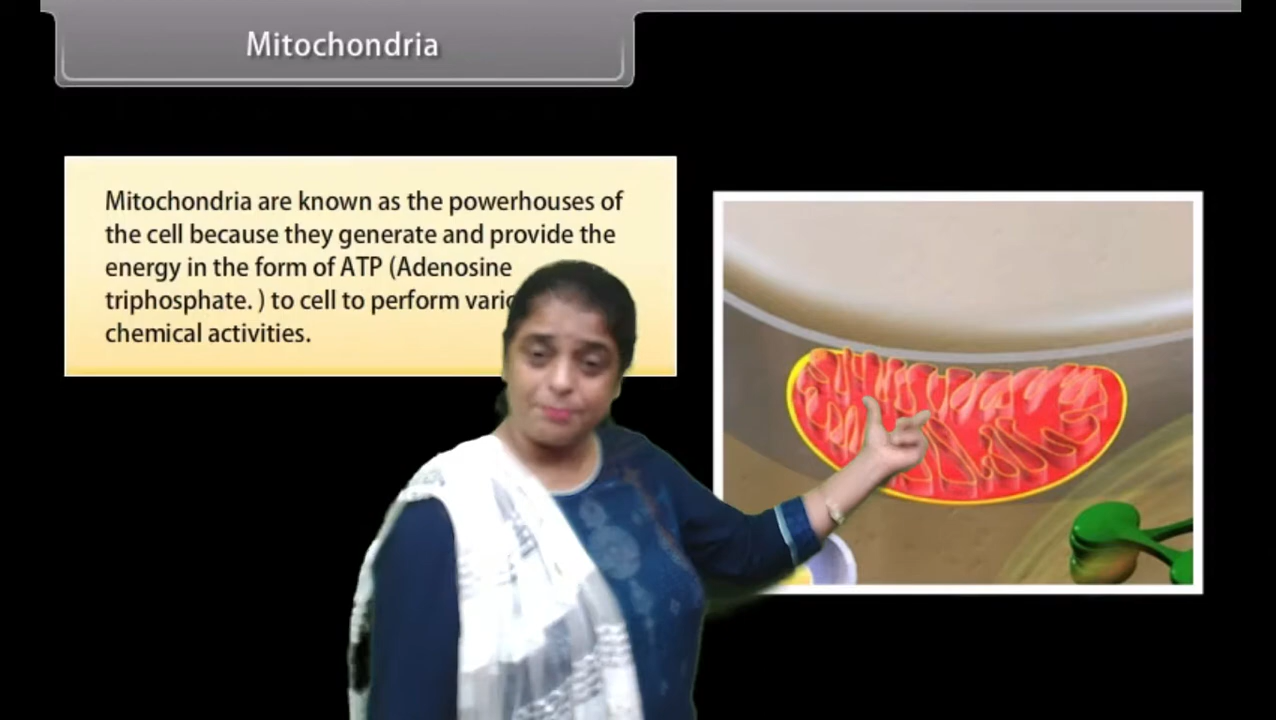 Mitochondria
Mitochondria are known as the powerhouses of
the cell because they generate and provide the
energy in the form of ATP (Adenosine
triphosphate. ) to cell to perform
chemical activities.